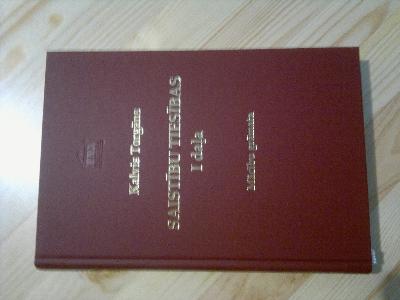 Kalvis Torgāns
SAISTĪBU TIESĪBAS
I daļa
Mācību grāmata